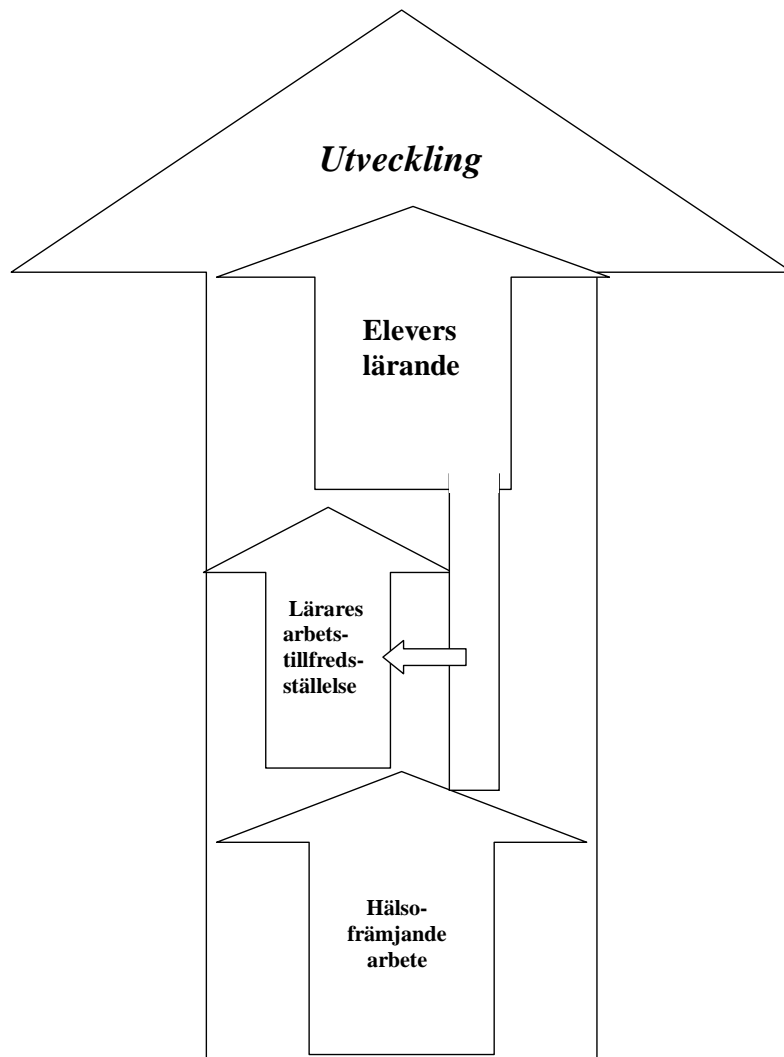 Utveckling
Elevers
lärande
Lärares
arbets-
tillfreds-
ställelse
Hälso-
främjande
arbete